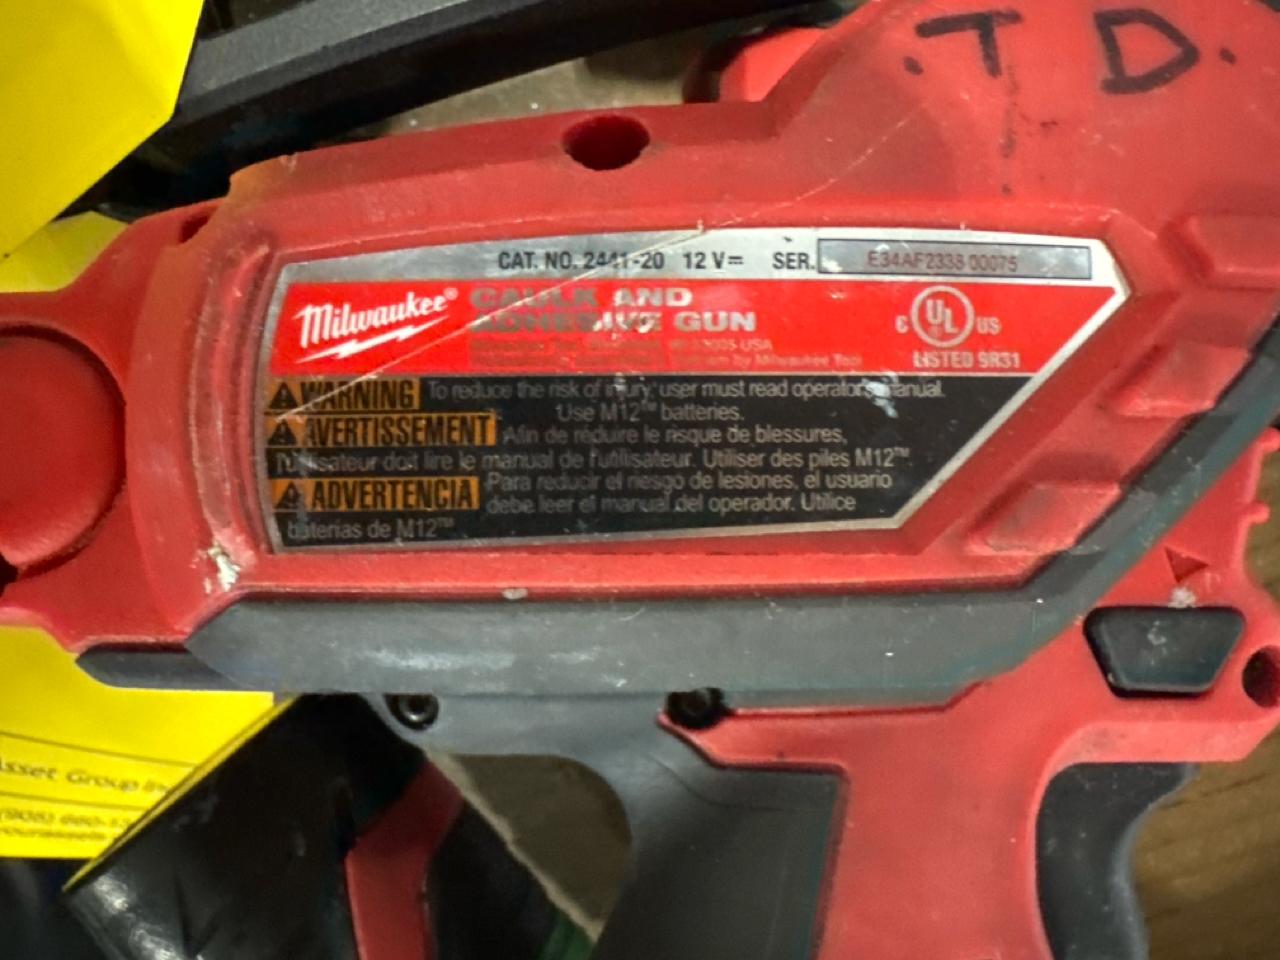 .T D.
CAT. NO. 2441-20 12 V SER. E34AF2338 00075
Milwaukee® CAULK AND
ADHESIVE GUN
C UL US
LISTED 9R31
WARNING To reduce the risk of injury, user must read operator's manual.
Use M12™ batteries.
AVERTISSEMENT Afin de réduire le risque de blessures,
l'utilisateur doit lire le manuel de l'utilisateur. Utiliser des piles M12™.
ADVERTENCIA Para reducir el riesgo de lesiones, el usuario
debe leer el manual del operador. Utilice
baterías de M12™
Asset Group